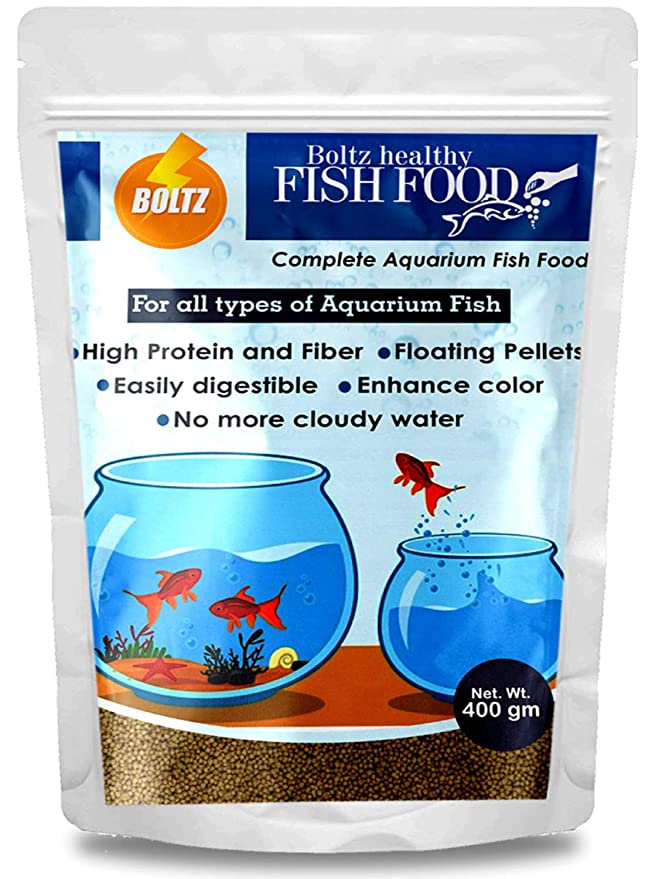 BOLTZ
Boltz healthy
FISH FOOD
Complete Aquarium Fish Food
For all types of Aquarium Fish
•High Protein and Fiber •Floating Pellets
•Easily digestible •Enhance color
•No more cloudy water
Net. Wt.
400 gm